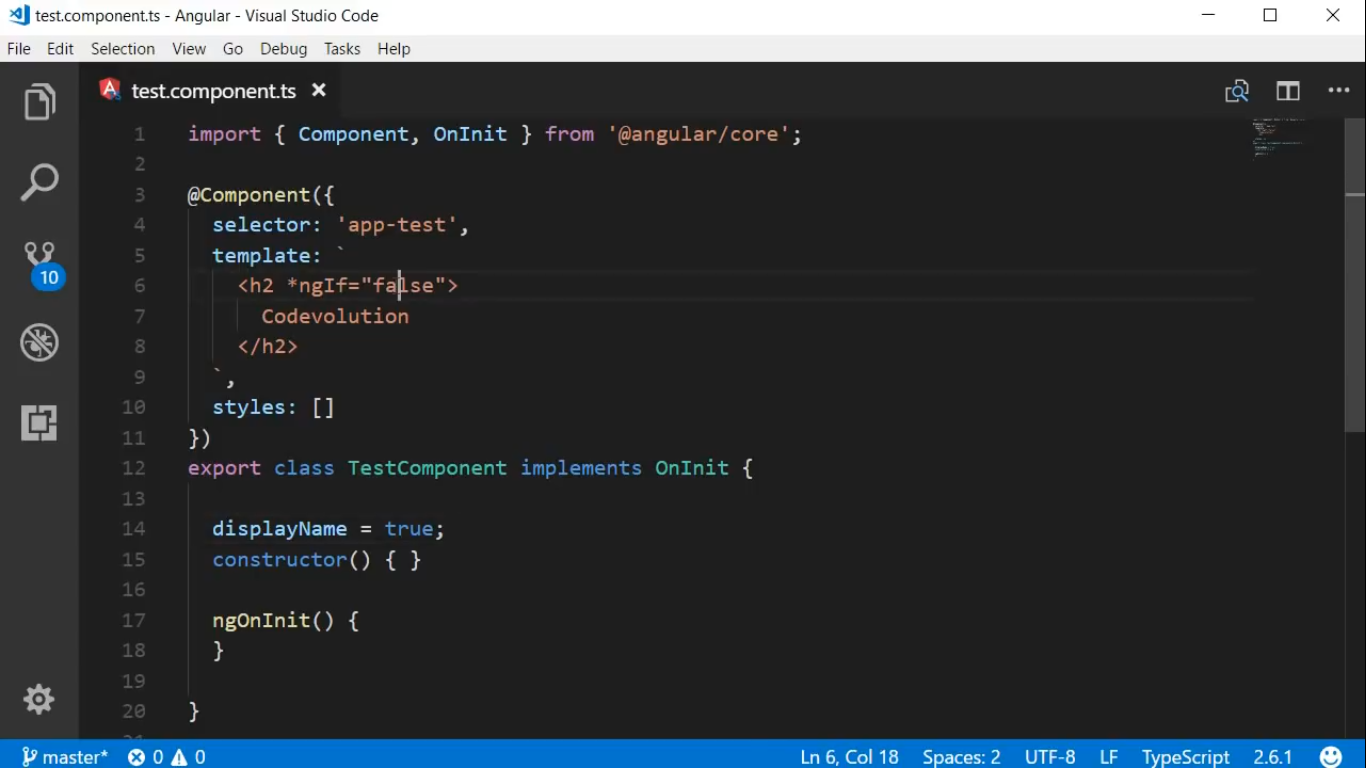 test.component.ts - Angular - Visual Studio Code
File Edit Selection View Go Debug Tasks Help
test.component.ts
1 import { Component, OnInit } from '@angular/core';
2
3 @Component({
4 selector: 'app-test',
5 template: `
6 <h2 *ngIf="false">
7 Codevolution
8 </h2>
9 `,
10 styles: []
11 })
12 export class TestComponent implements OnInit {
13
14 displayName = true;
15 constructor() { }
16
17 ngOnInit() {
18 }
19
20 }
10
master* 0 0 Ln 6, Col 18 Spaces: 2 UTF-8 LF TypeScript 2.6.1